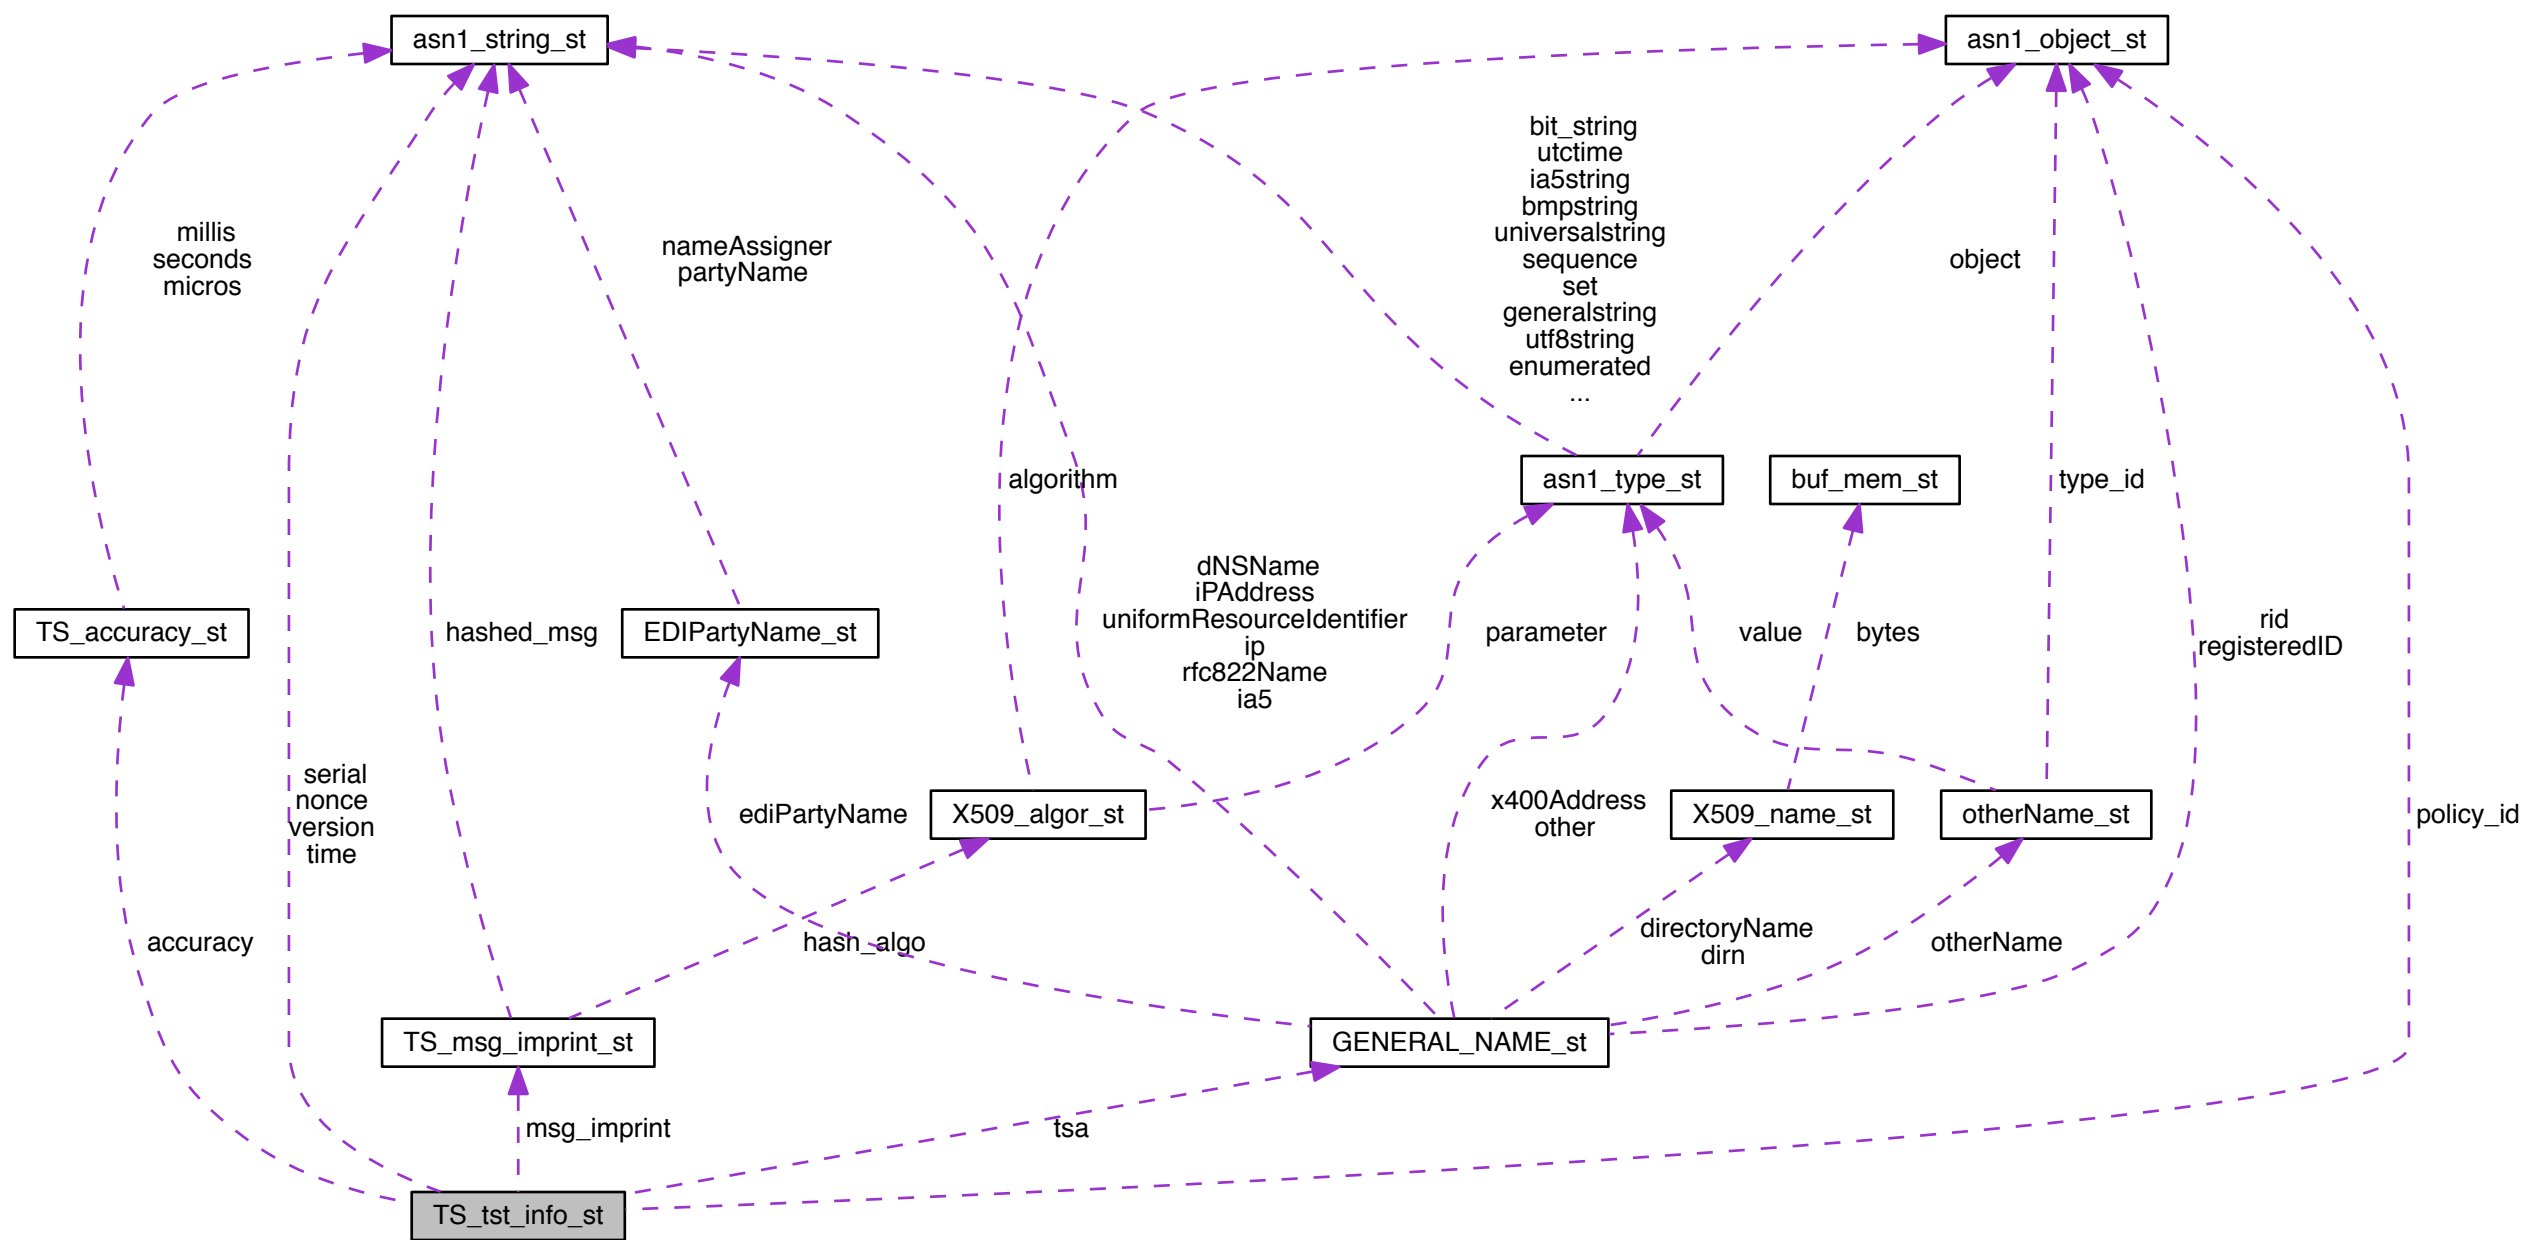 asn1_string_st
asn1_object_st
bit_string
utctime
ia5string
bmpstring
universalstring
sequence
set
generalstring
utf8string
enumerated
...
millis
seconds
micros
nameAssigner
partyName
object
algorithm
asn1_type_st
buf_mem_st
type_id
dNSName
iPAddress
uniformResourceIdentifier
ip
rfc822Name
ia5
TS_accuracy_st
hashed_msg
EDIPartyName_st
parameter
value
bytes
rid
registeredID
serial
nonce
version
time
ediPartyName
X509_algor_st
x400Address
other
X509_name_st
otherName_st
policy_id
accuracy
hash_algo
directoryName
dirn
otherName
TS_msg_imprint_st
GENERAL_NAME_st
msg_imprint
tsa
TS_tst_info_st